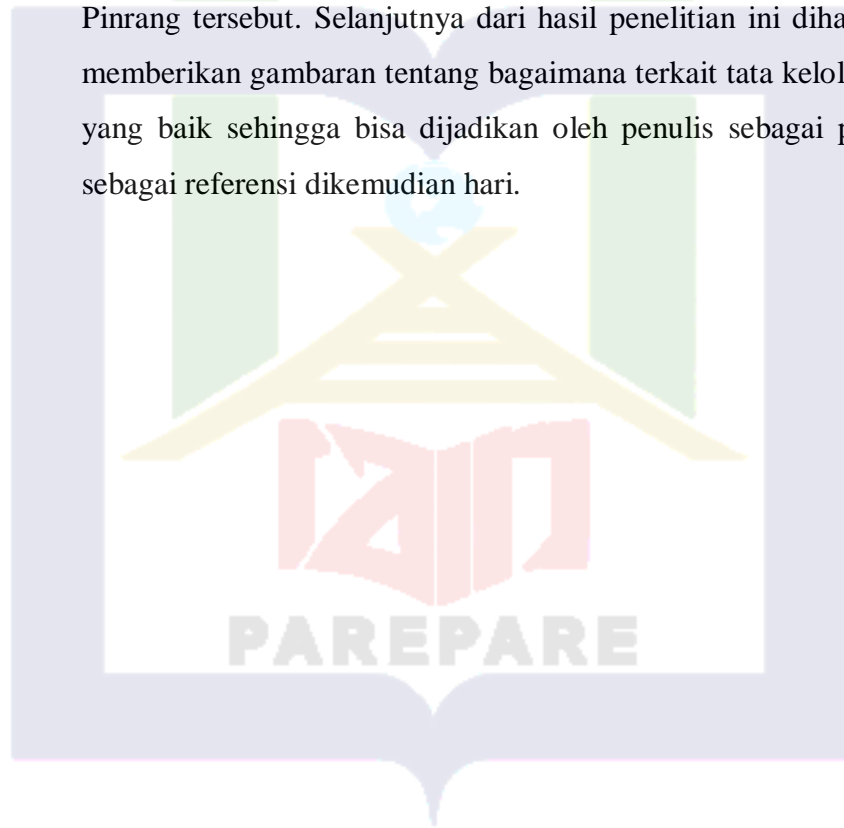 Pinrang tersebut. Selanjutnya dari hasil penelitian ini
memberikan gambaran tentang bagaimana terkait tata
yang baik sehingga bisa dijadikan oleh penulis sebagai
sebagai referensi dikemudian hari.
iain
PAREPARE